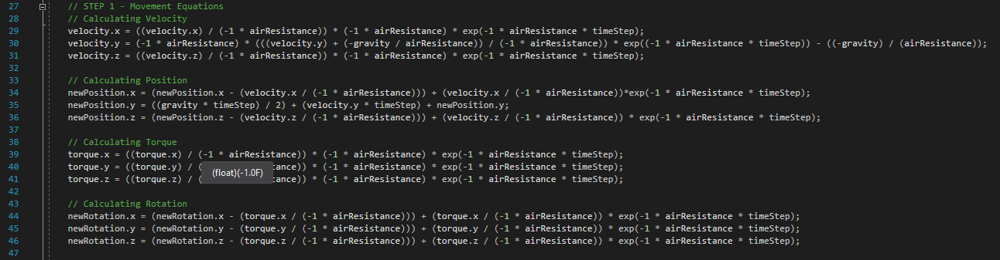 27 // STEP 1 - Movement Equations
28 // Calculating Velocity
29 velocity.x = ((velocity.x) / (-1 * airResistance)) * (-1 * airResistance) * exp(-1 * airResistance * timeStep);
30 velocity.y = (-1 * airResistance) * (((velocity.y) + (-gravity / airResistance)) / (-1 * airResistance)) * exp((-1 * airResistance * timeStep)) - ((-gravity) / (airResistance));
31 velocity.z = ((velocity.z) / (-1 * airResistance)) * (-1 * airResistance) * exp(-1 * airResistance * timeStep);
32
33 // Calculating Position
34 newPosition.x = (newPosition.x - (velocity.x / (-1 * airResistance))) + (velocity.x / (-1 * airResistance))*exp(-1 * airResistance * timeStep);
35 newPosition.y = ((gravity * timeStep) / 2) + (velocity.y * timeStep) + newPosition.y;
36 newPosition.z = (newPosition.z - (velocity.z / (-1 * airResistance))) + (velocity.z / (-1 * airResistance)) * exp(-1 * airResistance * timeStep);
37
38 // Calculating Torque
39 torque.x = ((torque.x) / (-1 * airResistance)) * (-1 * airResistance) * exp(-1 * airResistance * timeStep);
40 torque.y = ((torque.y) / ( tance)) * (-1 * airResistance) * exp(-1 * airResistance * timeStep);
(float)(-1.0F)
41 torque.z = ((torque.z) / ( tance)) * (-1 * airResistance) * exp(-1 * airResistance * timeStep);
42
43 // Calculating Rotation
44 newRotation.x = (newRotation.x - (torque.x / (-1 * airResistance))) + (torque.x / (-1 * airResistance)) * exp(-1 * airResistance * timeStep);
45 newRotation.y = (newRotation.y - (torque.y / (-1 * airResistance))) + (torque.y / (-1 * airResistance)) * exp(-1 * airResistance * timeStep);
46 newRotation.z = (newRotation.z - (torque.z / (-1 * airResistance))) + (torque.z / (-1 * airResistance)) * exp(-1 * airResistance * timeStep);
47